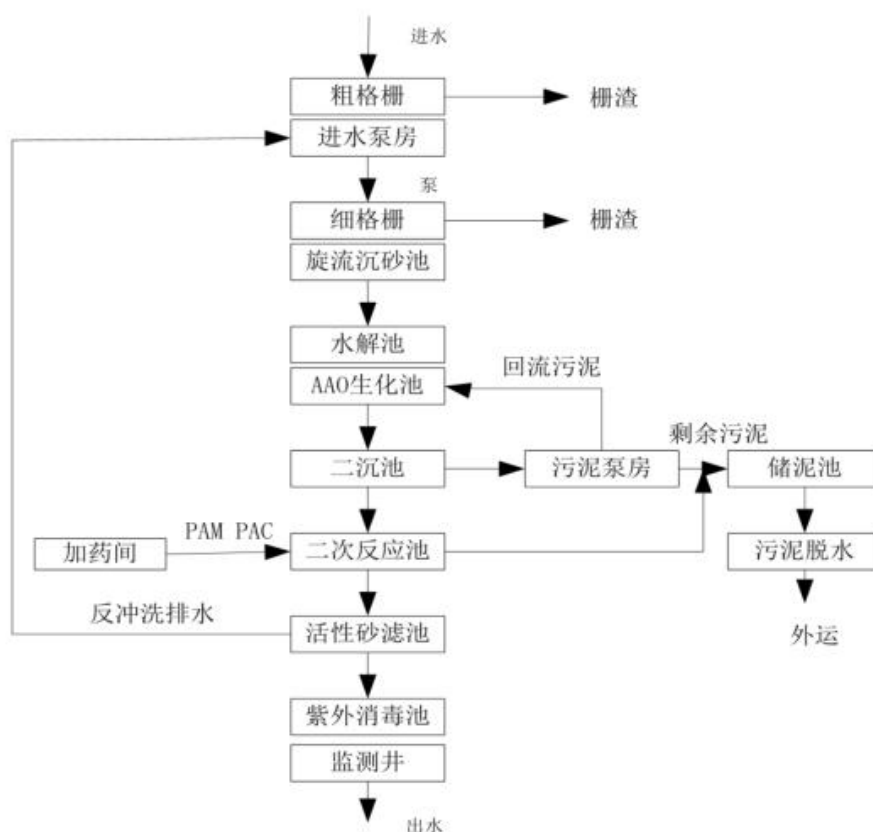 进水
粗格栅
栅渣
进水泵房
泵
细格栅
栅渣
旋流沉砂池
水解池
AAO生化池
回流污泥
剩余污泥
二沉池
污泥泵房
储泥池
PAM PAC
加药间
二次反应池
污泥脱水
反冲洗排水
活性砂滤池
外运
紫外消毒池
监测井
出水